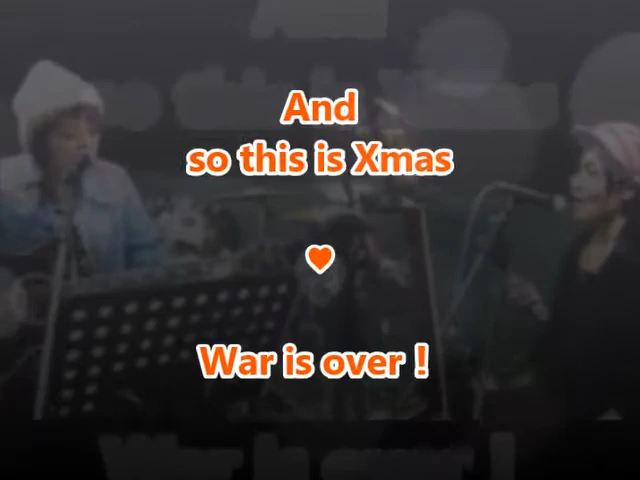 And
so this is Xmas
♥
War is over !